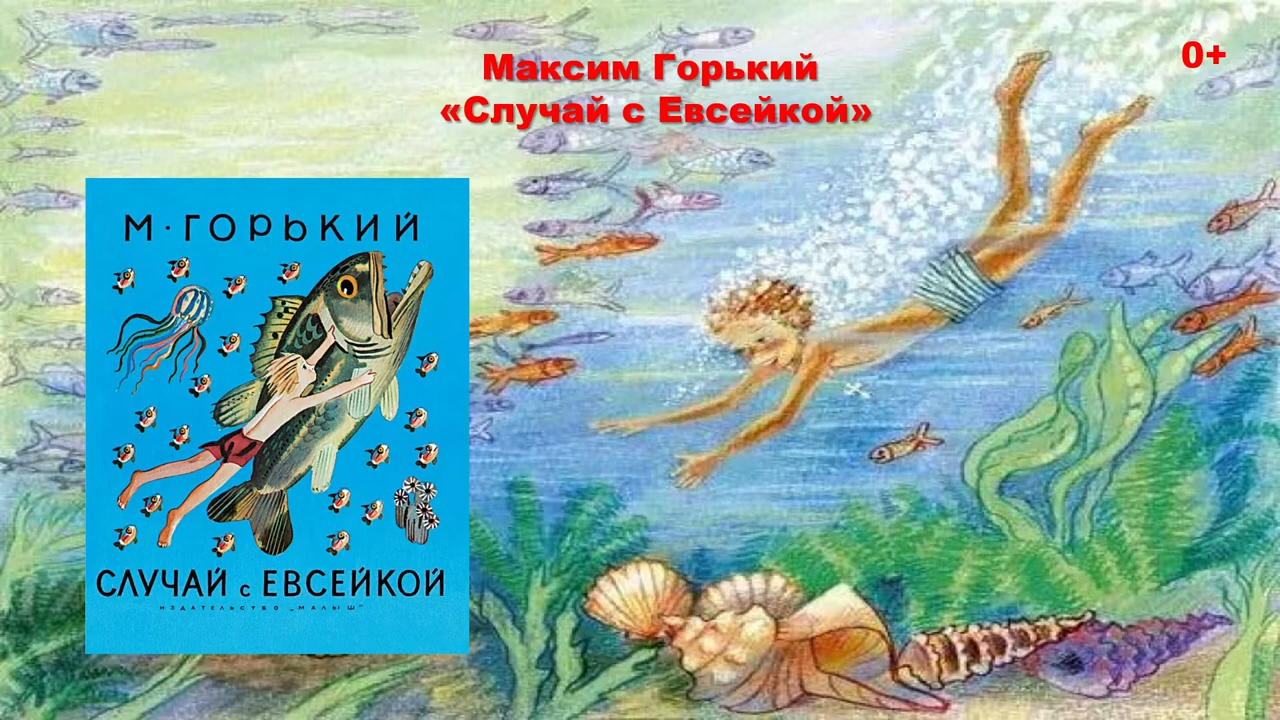 Максим Горький
«Случай с Евсейкой»
0+
М·ГОРЬКИЙ
СЛУЧАЙ с ЕВСЕЙКОЙ
ИЗДАТЕЛЬСТВО „МАЛЫШ"